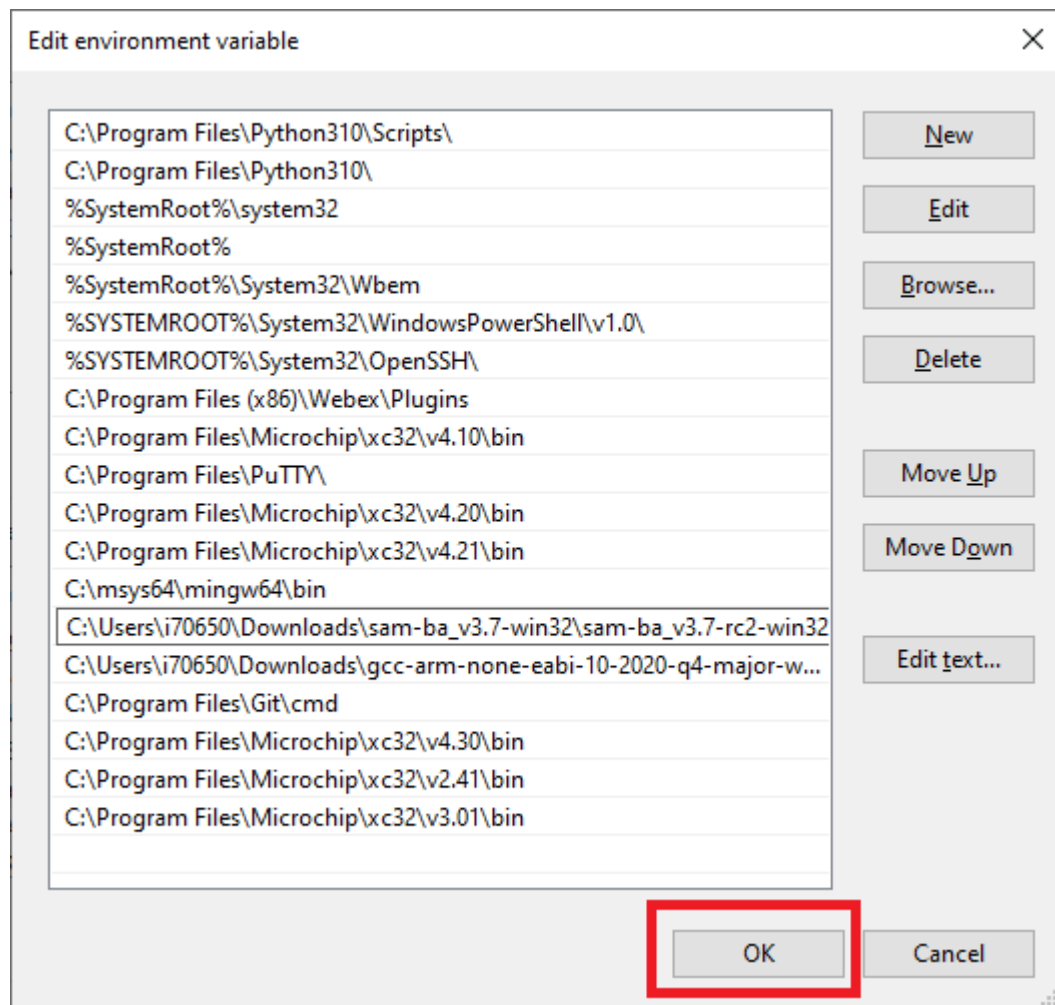 Edit environment variable
C:\Program Files\Python310\Scripts\
C:\Program Files\Python310\
%SystemRoot%\system32
%SystemRoot%
%SystemRoot%\System32\Wbem
%SYSTEMROOT%\System32\WindowsPowerShell\v1.0\
%SYSTEMROOT%\System32\OpenSSH\
C:\Program Files (x86)\Webex\Plugins
C:\Program Files\Microchip\xc32\v4.10\bin
C:\Program Files\PuTTY\
C:\Program Files\Microchip\xc32\v4.20\bin
C:\Program Files\Microchip\xc32\v4.21\bin
C:\msys64\mingw64\bin
C:\Users\i70650\Downloads\sam-ba_v3.7-win32\sam-ba_v3.7-rc2-win32
C:\Users\i70650\Downloads\gcc-arm-none-eabi-10-2020-q4-major-w...
C:\Program Files\Git\cmd
C:\Program Files\Microchip\xc32\v4.30\bin
C:\Program Files\Microchip\xc32\v2.41\bin
C:\Program Files\Microchip\xc32\v3.01\bin
New
Edit
Browse...
Delete
Move Up
Move Down
Edit text...
OK
Cancel